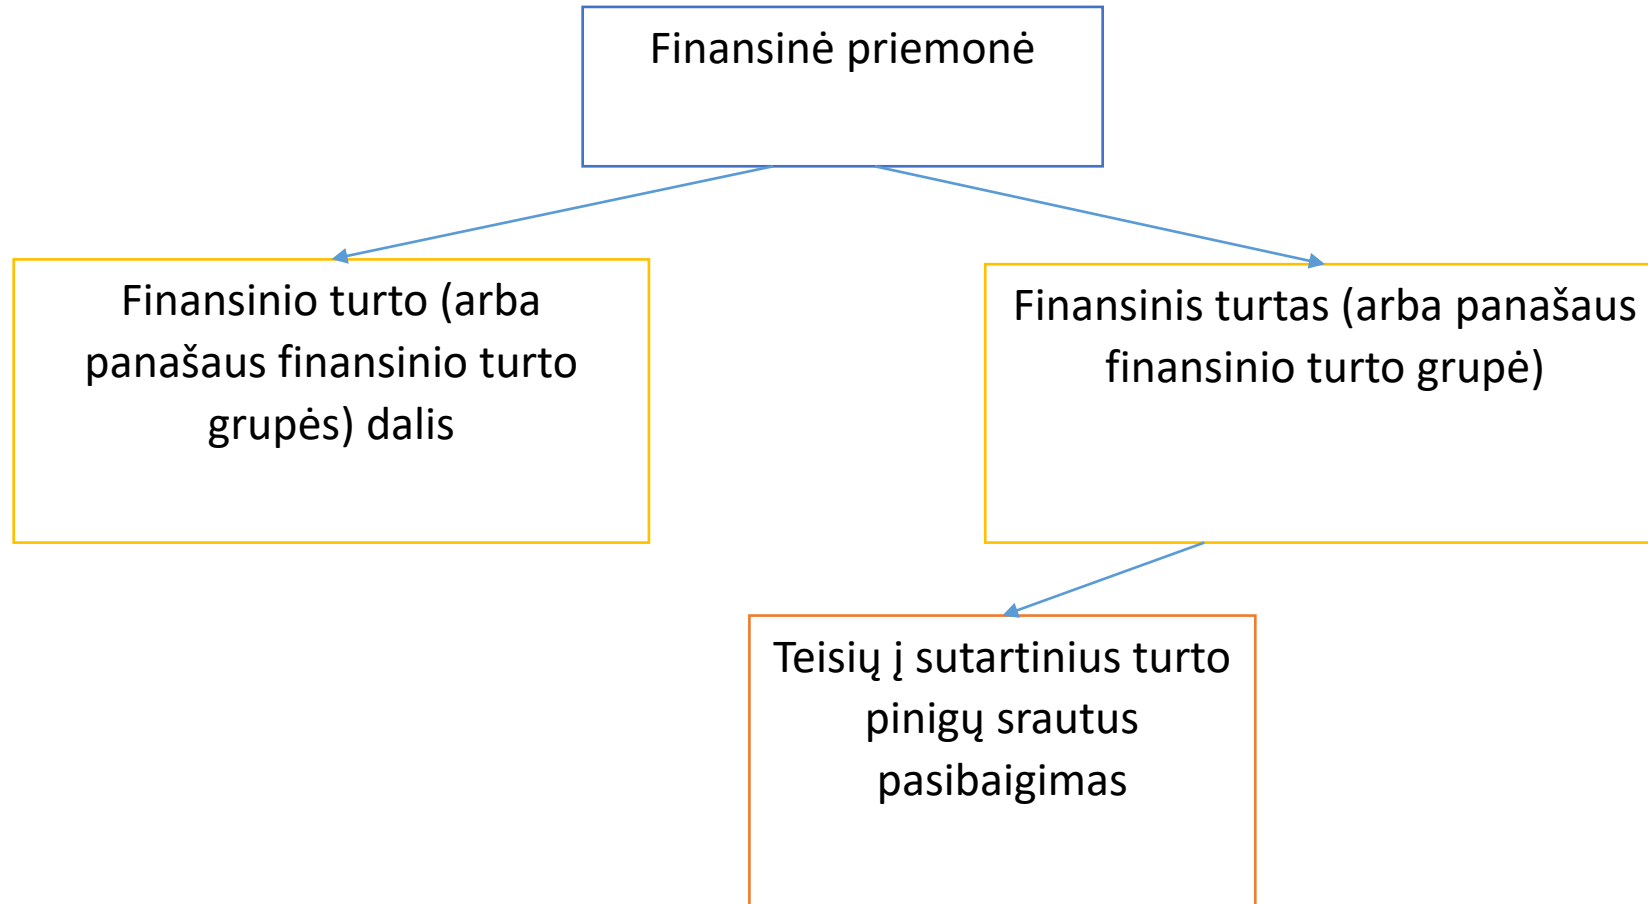 Finansinė priemonė
Finansinio turto (arba
panašaus finansinio turto
grupės) dalis
Finansinis turtas (arba panašaus
finansinio turto grupė)
Teisių į sutartinius turto
pinigų srautus
pasibaigimas